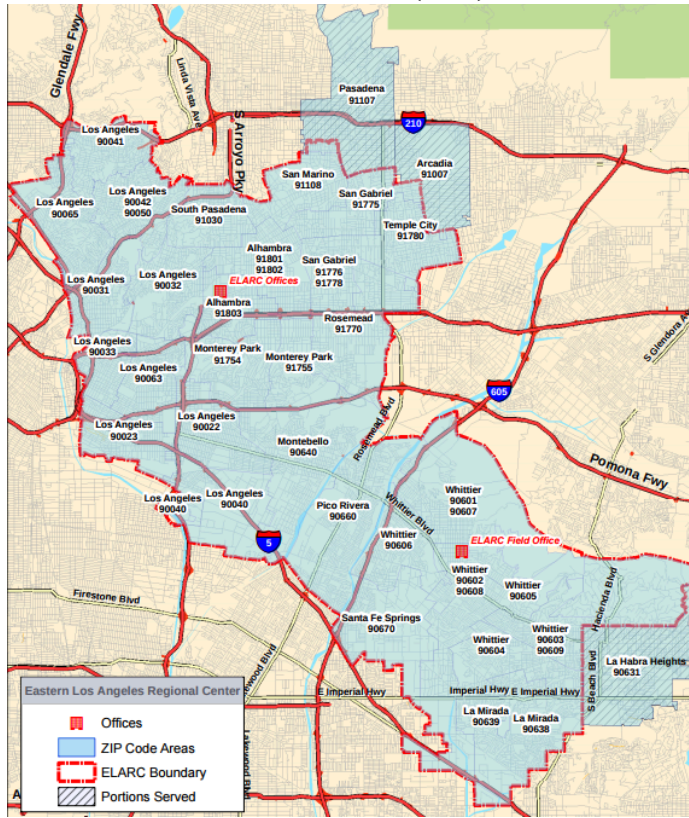 Glendale Fwy
Linda Vista Ave
S Arroyo Pky
Pasadena
91107
210
Los Angeles
90041
Arcadia
91007
San Marino
91108
Los Angeles
90042
90050
San Gabriel
91775
Los Angeles
90065
South Pasadena
91030
Temple City
91780
Alhambra
91801
91802
San Gabriel
91776
91778
Los Angeles
90031
Los Angeles
90032
ELARC Offices
Alhambra
91803
Rosemead
91770
S Glendora Av
Los Angeles
90033
Monterey Park
91754
Monterey Park
91755
Los Angeles
90063
605
Rosemead Blvd
Los Angeles
90022
Los Angeles
90023
Montebello
90640
Pomona Fwy
Los Angeles
90040
Los Angeles
90040
Whittier
90601
90607
Pico Rivera
90660
Whittier Blvd
Whittier
90606
ELARC Field Office
5
Whittier
90602
90608
Whittier
90605
Hacienda Blvd
Firestone Blvd
Santa Fe Springs
90670
Whittier
90604
Whittier
90603
90609
La Habra Heights
90631
S Beach Blvd
ewood Blvd
E Imperial Hwy
Imperial Hwy
E Imperial Hwy
La Mirada
90639
La Mirada
90638
Eastern Los Angeles Regional Center
Offices
ZIP Code Areas
ELARC Boundary
Portions Served